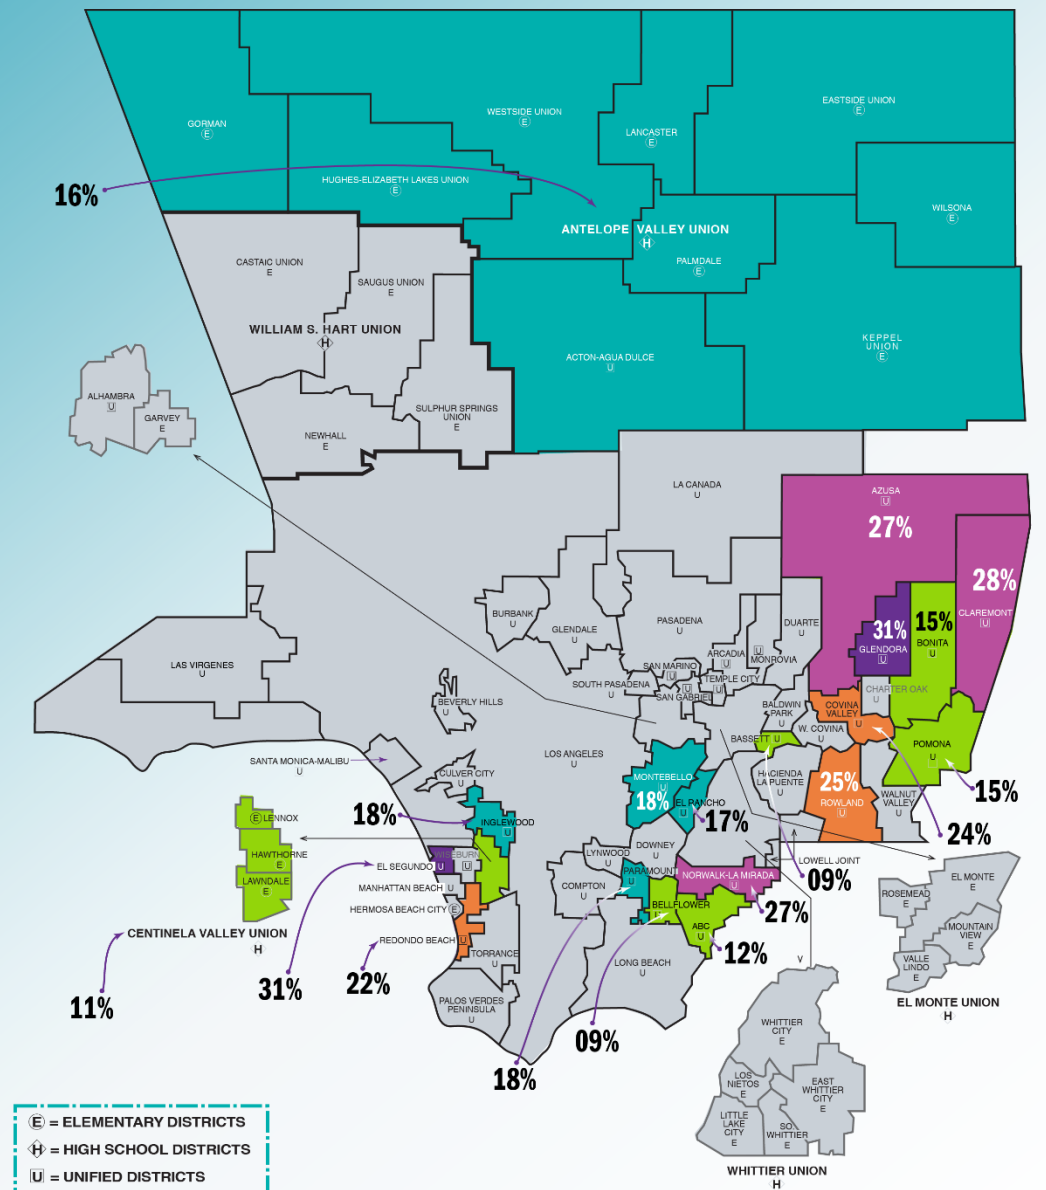 GORMAN
E
WESTSIDE UNION
E
LANCASTER
E
EASTSIDE UNION
E
HUGHES-ELIZABETH LAKES UNION
E
16%
WILSONA
E
ANTELOPE VALLEY UNION
H
PALMDALE
E
CASTAIC UNION
E
SAUGUS UNION
E
WILLIAM S. HART UNION
H
ACTON-AGUA DULCE
U
KEPPEL
UNION
E
ALHAMBRA
U
GARVEY
E
SULPHUR SPRINGS
UNION
E
NEWHALL
E
LA CANADA
U
AZUSA
U
27%
28%
CLAREMONT
U
31%
GLENDORA
U
15%
BONITA
U
BURBANK
U
GLENDALE
U
PASADENA
U
DUARTE
U
ARCADIA
U
U
MONROVIA
SAN MARINO
U
TEMPLE CITY
U
SOUTH PASADENA
U
U
SAN GABRIEL
LAS VIRGENES
U
BEVERLY HILLS
U
CHARTER OAK
U
BALDWIN
PARK
U
COVINA
VALLEY
U
W. COVINA
U
BASSETT U
POMONA
U
LOS ANGELES
U
SANTA MONICA-MALIBU
U
CULVER CITY
U
MONTEBELLO
U
18%
EL RANCHO
U
17%
HACIENDA
LA PUENTE
U
25%
ROWLAND
U
WALNUT
VALLEY
U
15%
24%
18%
INGLEWOOD
U
E LENNOX
HAWTHORNE
E
LAWNDALE
E
EL SEGUNDO U
WISEBURN
U
MANHATTAN BEACH U
HERMOSA BEACH CITY E
REDONDO BEACH U
TORRANCE
U
LYNWOOD
U
DOWNEY
U
PARAMOUNT
U
COMPTON
U
NORWALK-LA MIRADA
U
LOWELL JOINT
E
09%
27%
BELLFLOWER
U
ABC
U
12%
LONG BEACH
U
PALOS VERDES
PENINSULA
U
CENTINELA VALLEY UNION
H
11%
31%
22%
18%
09%
ROSEMEAD
E
EL MONTE
E
MOUNTAIN
VIEW
E
VALLE
LINDO
E
EL MONTE UNION
H
WHITTIER
CITY
E
LOS
NIETOS
E
EAST
WHITTIER
CITY
E
LITTLE
LAKE
CITY
E
SO.
WHITTIER
E
WHITTIER UNION
H
E = ELEMENTARY DISTRICTS
H = HIGH SCHOOL DISTRICTS
U = UNIFIED DISTRICTS